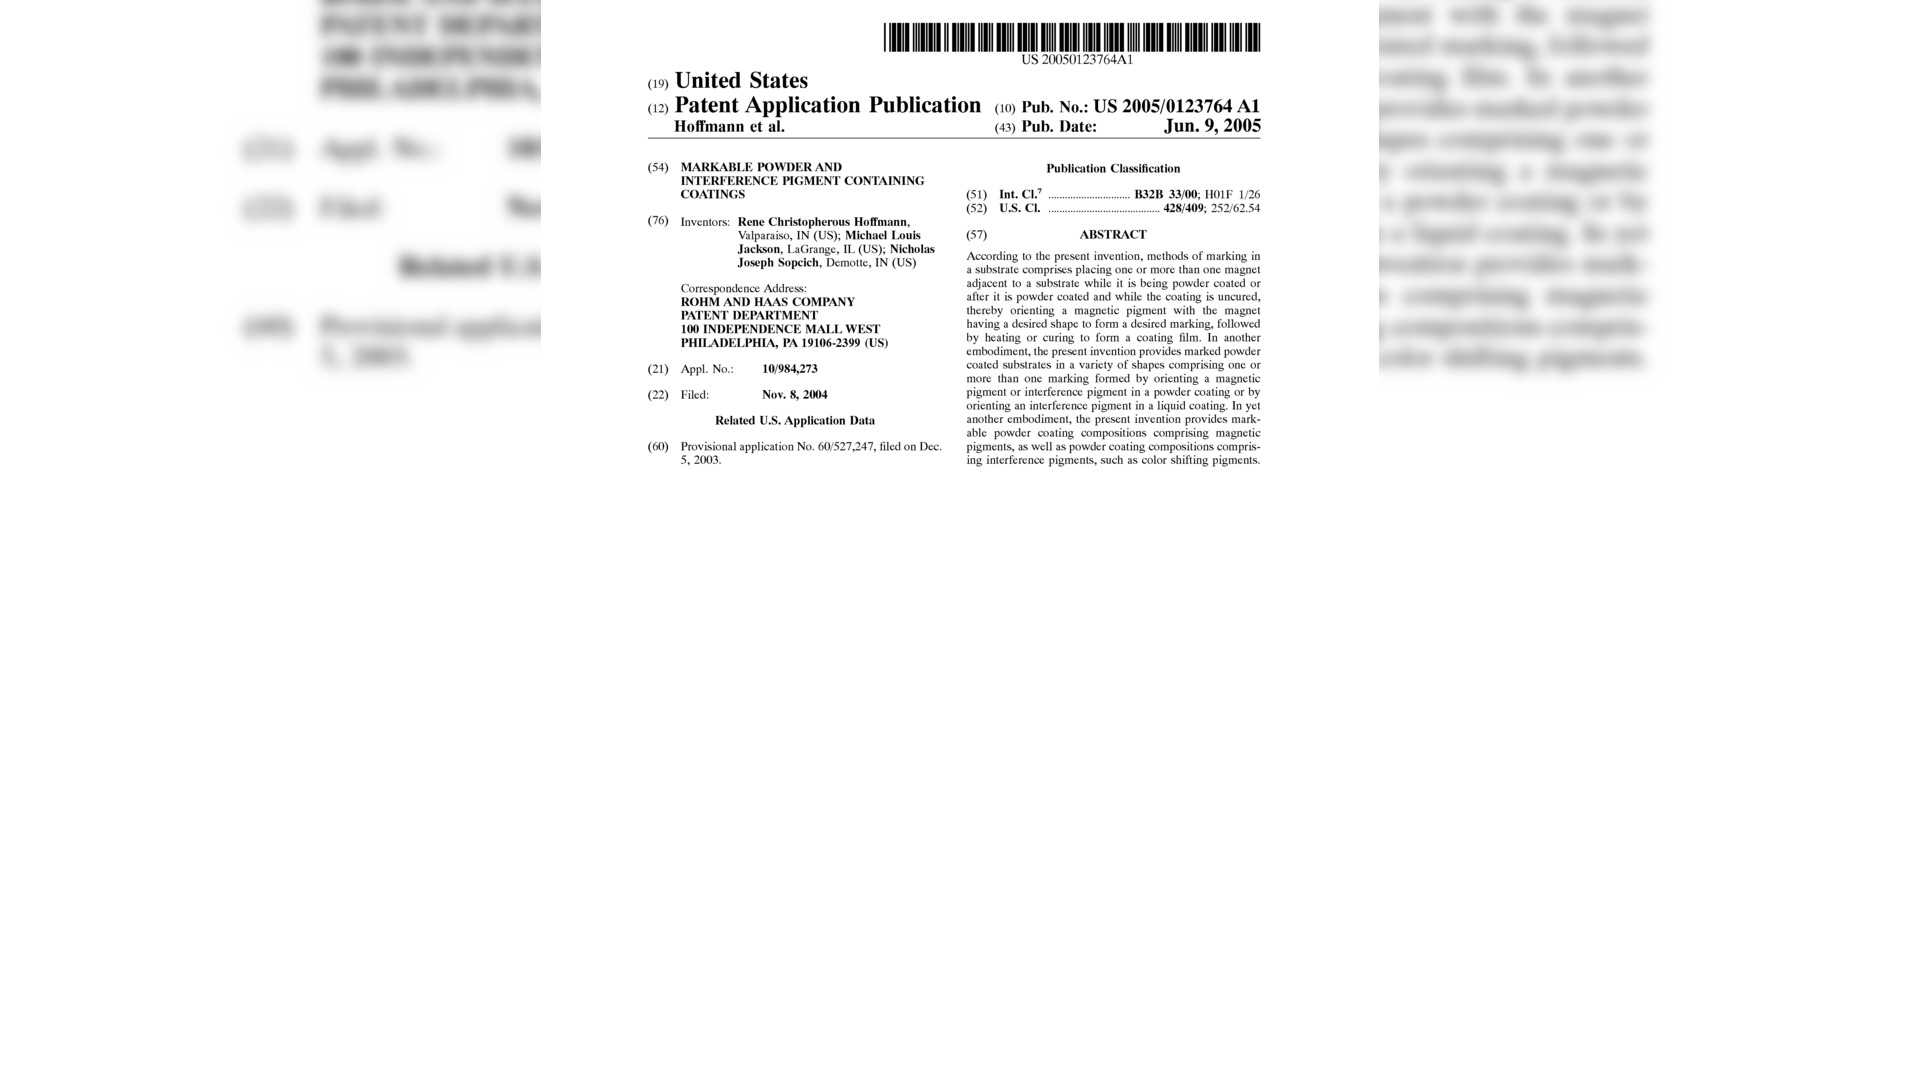 US 20050123764A1
(19) United States
(12) Patent Application Publication (10) Pub. No.: US 2005/0123764 A1
Hoffmann et al. (43) Pub. Date: Jun. 9, 2005
(54) MARKABLE POWDER AND
INTERFERENCE PIGMENT CONTAINING
COATINGS
(76) Inventors: Rene Christopherous Hoffmann,
Valparaiso, IN (US); Michael Louis
Jackson, LaGrange, IL (US); Nicholas
Joseph Sopcich, Demotte, IN (US)
Correspondence Address:
ROHM AND HAAS COMPANY
PATENT DEPARTMENT
100 INDEPENDENCE MALL WEST
PHILADELPHIA, PA 19106-2399 (US)
(21) Appl. No.: 10/984,273
(22) Filed: Nov. 8, 2004
Related U.S. Application Data
(60) Provisional application No. 60/527,247, filed on Dec.
5, 2003.
Publication Classification
(51) Int. Cl.7 .............................. B32B 33/00; H01F 1/26
(52) U.S. Cl. ......................................... 428/409; 252/62.54
(57) ABSTRACT
According to the present invention, methods of marking in
a substrate comprises placing one or more than one magnet
adjacent to a substrate while it is being powder coated or
after it is powder coated and while the coating is uncured,
thereby orienting a magnetic pigment with the magnet
having a desired shape to form a desired marking, followed
by heating or curing to form a coating film. In another
embodiment, the present invention provides marked powder
coated substrates in a variety of shapes comprising one or
more than one marking formed by orienting a magnetic
pigment or interference pigment in a powder coating or by
orienting an interference pigment in a liquid coating. In yet
another embodiment, the present invention provides mark-
able powder coating compositions comprising magnetic
pigments, as well as powder coating compositions compris-
ing interference pigments, such as color shifting pigments.